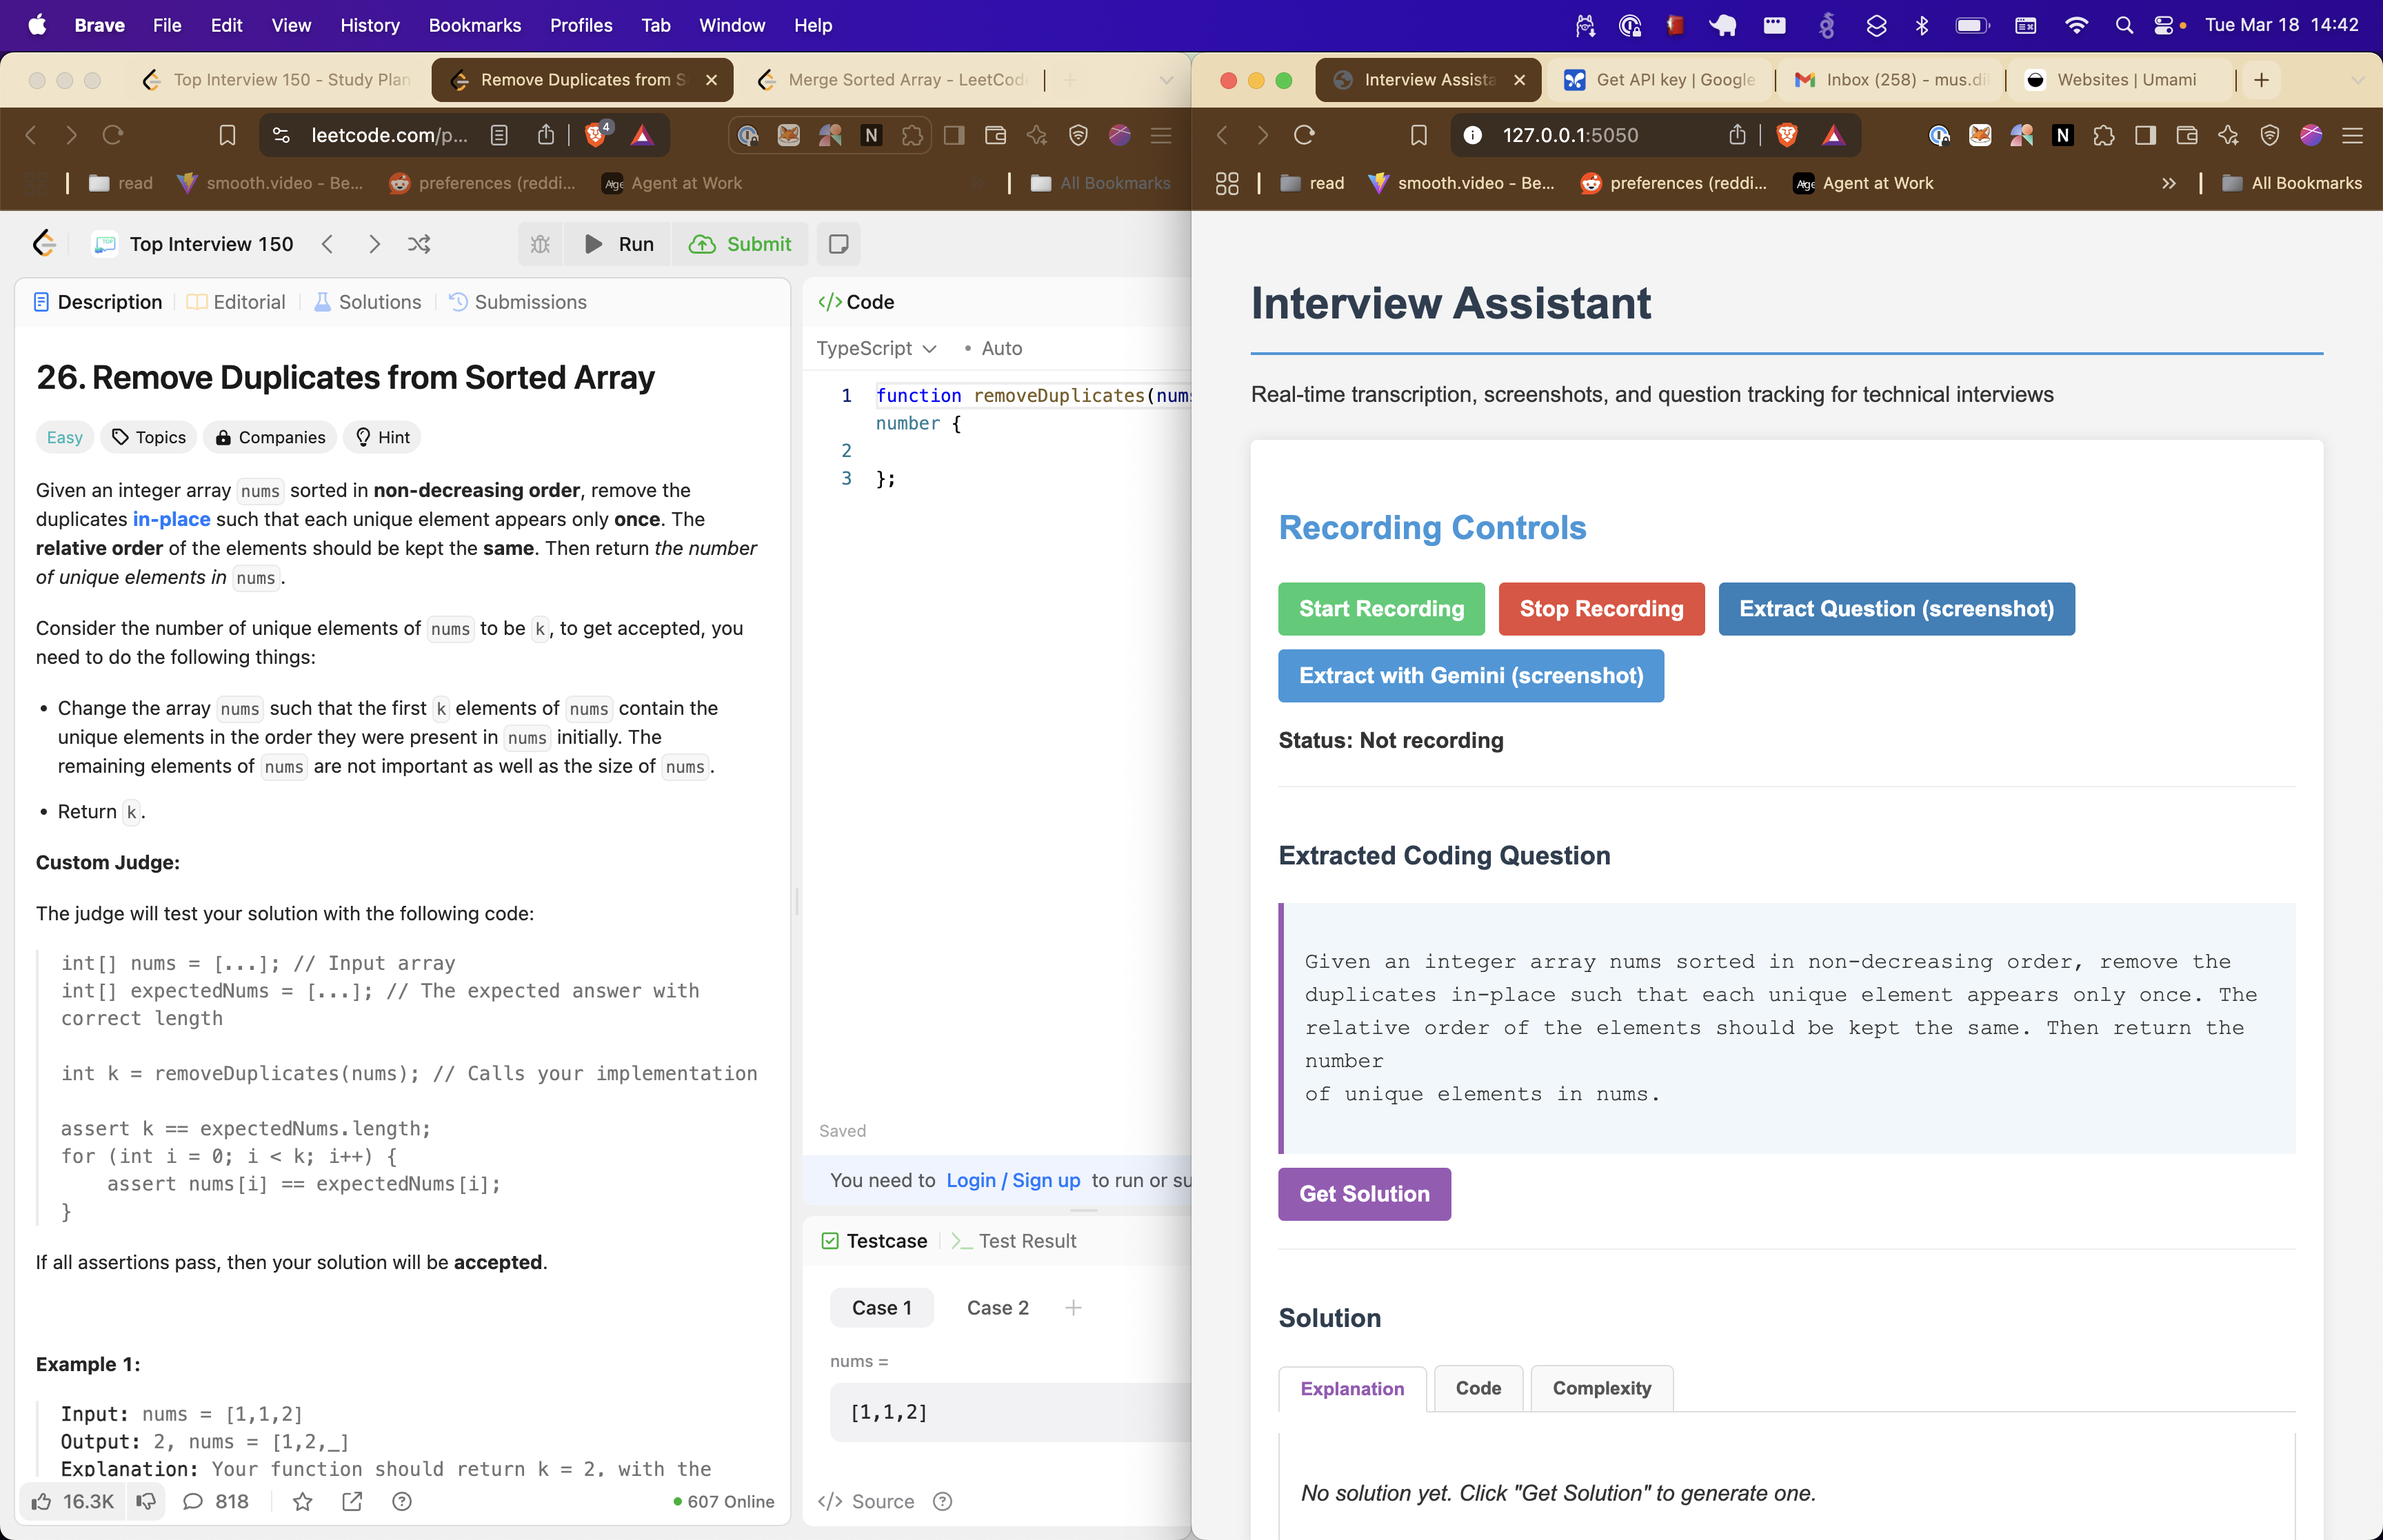 Brave File Edit View History Bookmarks Profiles Tab Window Help
Tue Mar 18 14:42
Top Interview 150 - Study Plan
Remove Duplicates from S
Merge Sorted Array - LeetCode
leetcode.com/p...
4
N
read
smooth.video - Be...
preferences (reddi...
Agent at Work
All Bookmarks
Top Interview 150
Run
Submit
Description
Editorial
Solutions
Submissions
26. Remove Duplicates from Sorted Array
Easy
Topics
Companies
Hint
Given an integer array nums sorted in non-decreasing order, remove the
duplicates in-place such that each unique element appears only once. The
relative order of the elements should be kept the same. Then return the number
of unique elements in nums.
Consider the number of unique elements of nums to be k, to get accepted, you
need to do the following things:
• Change the array nums such that the first k elements of nums contain the
unique elements in the order they were present in nums initially. The
remaining elements of nums are not important as well as the size of nums.
• Return k.
Custom Judge:
The judge will test your solution with the following code:
int[] nums = [...]; // Input array
int[] expectedNums = [...]; // The expected answer with
correct length
int k = removeDuplicates(nums); // Calls your implementation
assert k == expectedNums.length;
for (int i = 0; i < k; i++) {
    assert nums[i] == expectedNums[i];
}
If all assertions pass, then your solution will be accepted.
Example 1:
Input: nums = [1,1,2]
Output: 2, nums = [1,2,_]
Explanation: Your function should return k = 2, with the
16.3K
818
607 Online
</> Code
TypeScript
• Auto
1 function removeDuplicates(nums
number {
2
3 };
Saved
You need to Login / Sign up to run or su
Testcase
Test Result
Case 1
Case 2
nums =
[1,1,2]
</> Source
Interview Assista
Get API key | Google
Inbox (258) - mus.di
Websites | Umami
127.0.0.1:5050
N
read
smooth.video - Be...
preferences (reddi...
Agent at Work
All Bookmarks
Interview Assistant
Real-time transcription, screenshots, and question tracking for technical interviews
Recording Controls
Start Recording
Stop Recording
Extract Question (screenshot)
Extract with Gemini (screenshot)
Status: Not recording
Extracted Coding Question
Given an integer array nums sorted in non-decreasing order, remove the
duplicates in-place such that each unique element appears only once. The
relative order of the elements should be kept the same. Then return the
number
of unique elements in nums.
Get Solution
Solution
Explanation
Code
Complexity
No solution yet. Click "Get Solution" to generate one.